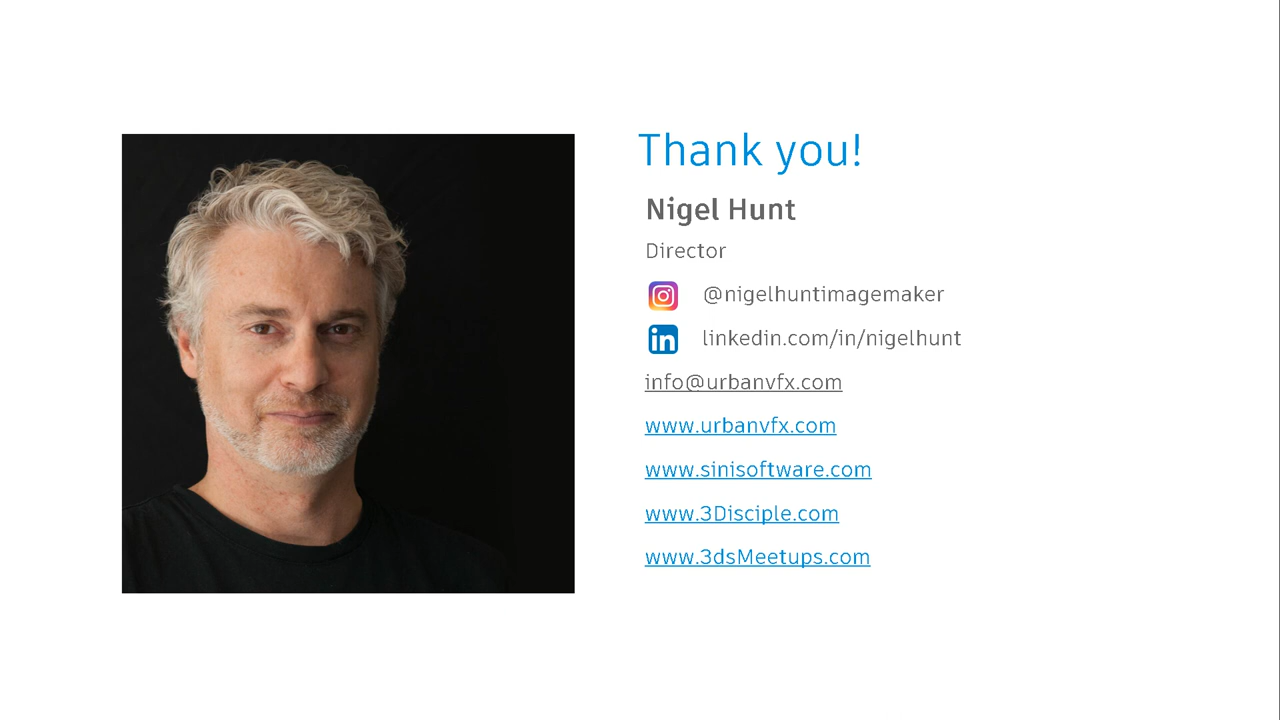 Thank you!
Nigel Hunt
Director
@nigelhuntimagemaker
linkedin.com/in/nigelhunt
info@urbanvfx.com
www.urbanvfx.com
www.sinisoftware.com
www.3Disciple.com
www.3dsMeetups.com